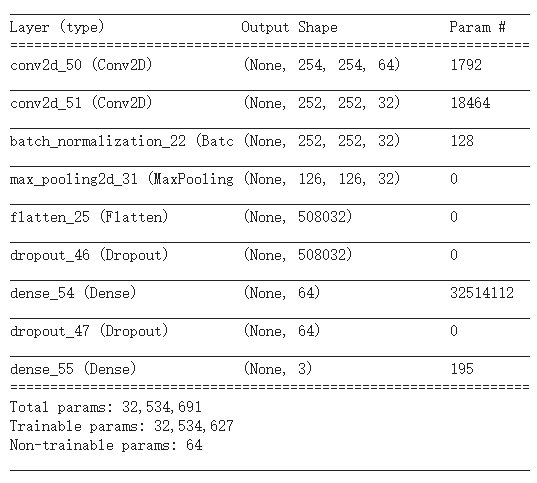 Layer (type) Output Shape Param #
=================================================================
conv2d_50 (Conv2D) (None, 254, 254, 64) 1792
conv2d_51 (Conv2D) (None, 252, 252, 32) 18464
batch_normalization_22 (Batc (None, 252, 252, 32) 128
max_pooling2d_31 (MaxPooling (None, 126, 126, 32) 0
flatten_25 (Flatten) (None, 508032) 0
dropout_46 (Dropout) (None, 508032) 0
dense_54 (Dense) (None, 64) 32514112
dropout_47 (Dropout) (None, 64) 0
dense_55 (Dense) (None, 3) 195
=================================================================
Total params: 32,534,691
Trainable params: 32,534,627
Non-trainable params: 64